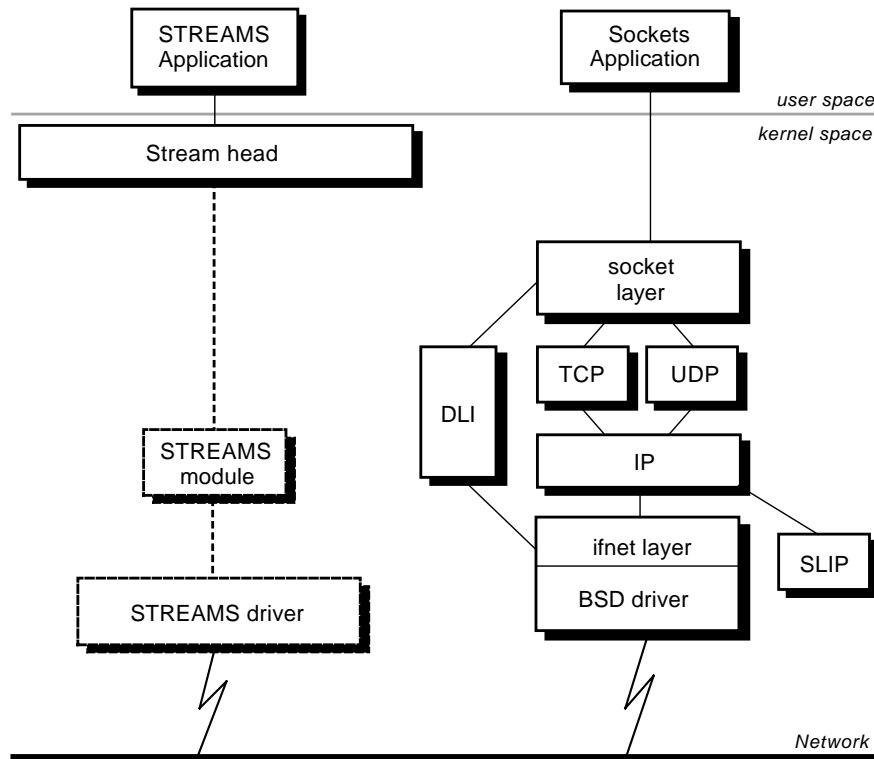 STREAMS
Application
Sockets
Application
user space
kernel space
Stream head
socket
layer
TCP
UDP
DLI
STREAMS
module
IP
ifnet layer
SLIP
STREAMS driver
BSD driver
Network